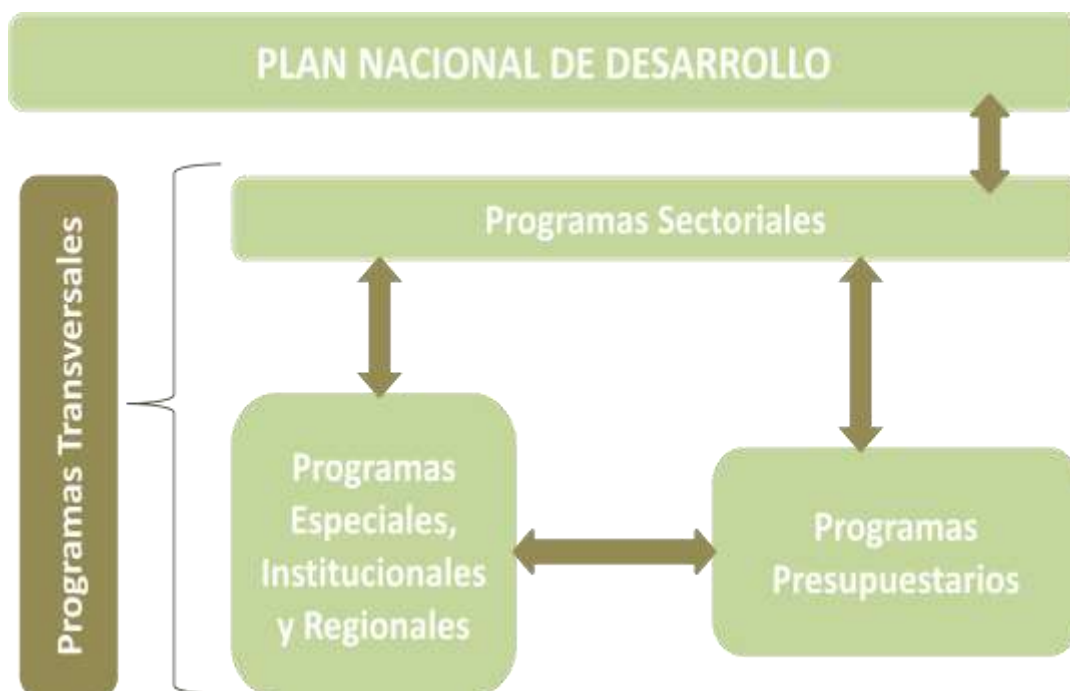 PLAN NACIONAL DE DESARROLLO
Programas Transversales
Programas Sectoriales
Programas
Especiales,
Institucionales
y Regionales
Programas
Presupuestarios